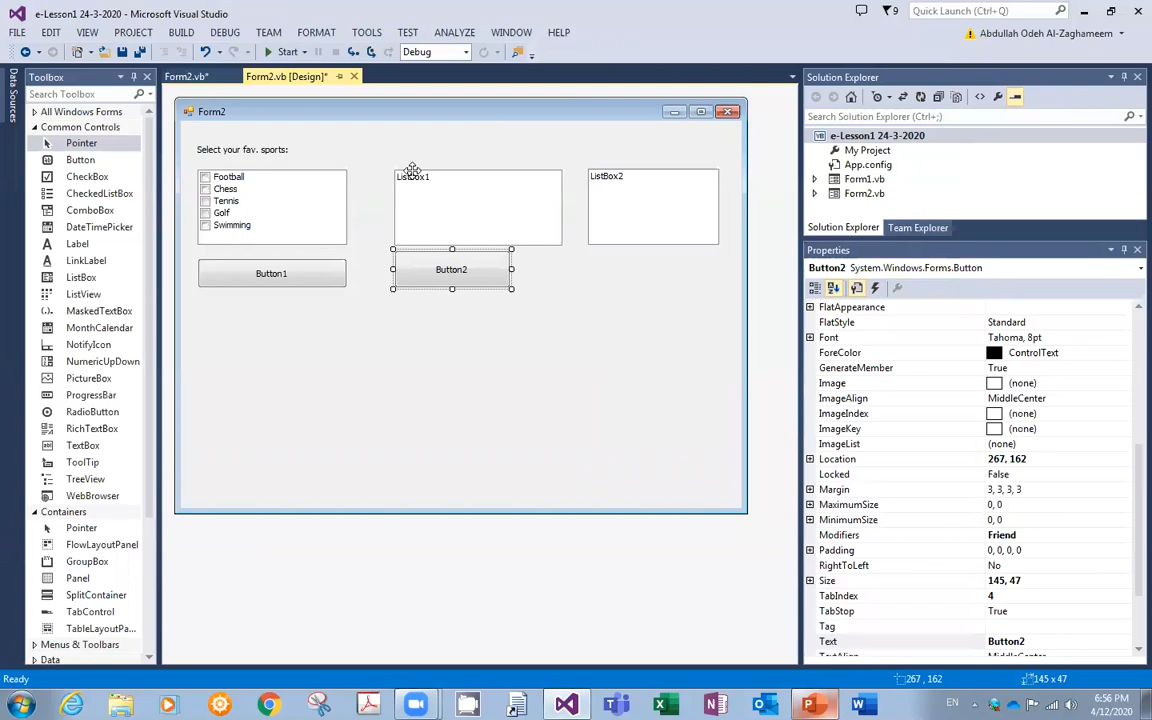 e-Lesson1 24-3-2020 - Microsoft Visual Studio
9
Quick Launch (Ctrl+Q)
FILE EDIT VIEW PROJECT BUILD DEBUG TEAM FORMAT TOOLS TEST ANALYZE WINDOW HELP
Abdullah Odeh Al-Zaghameem
Start
Debug
Data Sources
Toolbox
Search Toolbox
All Windows Forms
Common Controls
Pointer
Button
CheckBox
CheckedListBox
ComboBox
DateTimePicker
Label
LinkLabel
ListBox
ListView
MaskedTextBox
MonthCalendar
NotifyIcon
NumericUpDown
PictureBox
ProgressBar
RadioButton
RichTextBox
TextBox
ToolTip
TreeView
WebBrowser
Containers
Pointer
FlowLayoutPanel
GroupBox
Panel
SplitContainer
TabControl
TableLayoutPa...
Menus & Toolbars
Data
Form2.vb*
Form2.vb [Design]*
Form2
Select your fav. sports:
Football
Chess
Tennis
Golf
Swimming
ListBox1
ListBox2
Button1
Button2
Solution Explorer
Search Solution Explorer (Ctrl+;)
e-Lesson1 24-3-2020
My Project
App.config
Form1.vb
Form2.vb
Solution Explorer Team Explorer
Properties
Button2 System.Windows.Forms.Button
FlatAppearance
FlatStyle Standard
Font Tahoma, 8pt
ForeColor ControlText
GenerateMember True
Image (none)
ImageAlign MiddleCenter
ImageIndex (none)
ImageKey (none)
ImageList (none)
Location 267, 162
Locked False
Margin 3, 3, 3, 3
MaximumSize 0, 0
MinimumSize 0, 0
Modifiers Friend
Padding 0, 0, 0, 0
RightToLeft No
Size 145, 47
TabIndex 4
TabStop True
Tag
Text Button2
TextAlign MiddleCenter
Ready
267 , 162
145 x 47
EN
6:56 PM
4/12/2020